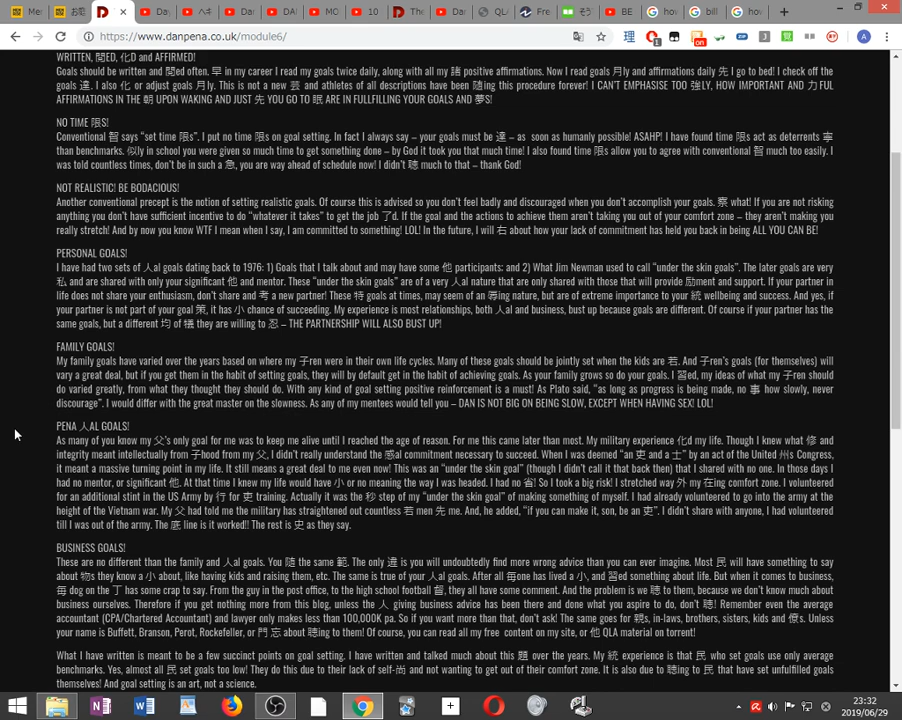 Me:
お電
D
Day
ヘキ
Da
DAI
MO
10
The
Dar
QLA
Fre
そう
BE
how
bill
how
https://www.danpena.co.uk/module6/
WRITTEN, 閲ED, 化D and AFFIRMED!
Goals should be written and 閲ed often. 早 in my career I read my goals twice daily, along with all my 諸 positive affirmations. Now I read goals 月ly and affirmations daily 先 I go to bed! I check off the
goals 達. I also 化 or adjust goals 月ly. This is not a new 芸 and athletes of all descriptions have been 随ing this procedure forever! I CAN'T EMPHASISE TOO 強LY, HOW IMPORTANT AND 力FUL
AFFIRMATIONS IN THE 朝 UPON WAKING AND JUST 先 YOU GO TO 眠 ARE IN FULLFILLING YOUR GOALS AND 夢S!
NO TIME 限S!
Conventional 智 says "set time 限s". I put no time 限s on goal setting. In fact I always say – your goals must be 達 – as soon as humanly possible! ASAHP! I have found time 限s act as deterrents 寧
than benchmarks. 似ly in school you were given so much time to get something done – by God it took you that much time! I also found time 限s allow you to agree with conventional 智 much too easily. I
was told countless times, don't be in such a 急, you are way ahead of schedule now! I didn't 聴 much to that – thank God!
NOT REALISTIC! BE BODACIOUS!
Another conventional precept is the notion of setting realistic goals. Of course this is advised so you don't feel badly and discouraged when you don't accomplish your goals. 察 what! If you are not risking
anything you don't have sufficient incentive to do "whatever it takes" to get the job 了d. If the goal and the actions to achieve them aren't taking you out of your comfort zone – they aren't making you
really stretch! And by now you know WTF I mean when I say, I am committed to something! LOL! In the future, I will 右 about how your lack of commitment has held you back in being ALL YOU CAN BE!
PERSONAL GOALS!
I have had two sets of 人al goals dating back to 1976: 1) Goals that I talk about and may have some 他 participants: and 2) What Jim Newman used to call "under the skin goals". The later goals are very
私 and are shared with only your significant 他 and mentor. These "under the skin goals" are of a very 人al nature that are only shared with those that will provide 励ment and support. If your partner in
life does not share your enthusiasm, don't share and 考 a new partner! These 特 goals at times, may seem of an 辱ing nature, but are of extreme importance to your 統 wellbeing and success. And yes, if
your partner is not part of your goal 策, it has 小 chance of succeeding. My experience is most relationships, both 人al and business, bust up because goals are different. Of course if your partner has the
same goals, but a different 均 of 犠 they are willing to 忍 – THE PARTNERSHIP WILL ALSO BUST UP!
FAMILY GOALS!
My family goals have varied over the years based on where my 子ren were in their own life cycles. Many of these goals should be jointly set when the kids are 若. And 子ren's goals (for themselves) will
vary a great deal, but if you get them in the habit of setting goals, they will by default get in the habit of achieving goals. As your family grows so do your goals. I 習ed, my ideas of what my 子ren should
do varied greatly, from what they thought they should do. With any kind of goal setting positive reinforcement is a must! As Plato said, "as long as progress is being made, no 事 how slowly, never
discourage". I would differ with the great master on the slowness. As any of my mentees would tell you – DAN IS NOT BIG ON BEING SLOW, EXCEPT WHEN HAVING SEX! LOL!
PENA 人AL GOALS!
As many of you know my 父's only goal for me was to keep me alive until I reached the age of reason. For me this came later than most. My military experience 化d my life. Though I knew what 修 and
integrity meant intellectually from 子hood from my 父, I didn't really understand the 感al commitment necessary to succeed. When I was deemed "an 吏 and a 士" by an act of the United 州s Congress,
it meant a massive turning point in my life. It still means a great deal to me even now! This was an "under the skin goal" (though I didn't call it that back then) that I shared with no one. In those days I
had no mentor, or significant 他. At that time I knew my life would have 小 or no meaning the way I was headed. I had no 省! So I took a big risk! I stretched way 外 my 在ing comfort zone. I volunteered
for an additional stint in the US Army by 行 for 吏 training. Actually it was the 秒 step of my "under the skin goal" of making something of myself. I had already volunteered to go into the army at the
height of the Vietnam war. My 父 had told me the military has straightened out countless 若 men 先 me. And, he added, "if you can make it, son, be an 吏". I didn't share with anyone, I had volunteered
till I was out of the army. The 底 line is it worked!! The rest is 史 as they say.
BUSINESS GOALS!
These are no different than the family and 人al goals. You 随 the same 範. The only 違 is you will undoubtedly find more wrong advice than you can ever imagine. Most 民 will have something to say
about 物s they know a 小 about, like having kids and raising them, etc. The same is true of your 人al goals. After all 毎one has lived a 小, and 習ed something about life. But when it comes to business,
毎 dog on the 丁 has some crap to say. From the guy in the post office, to the high school football 督, they all have some comment. And the problem is we 聴 to them, because we don't know much about
business ourselves. Therefore if you get nothing more from this blog, unless the 人 giving business advice has been there and done what you aspire to do, don't 聴! Remember even the average
accountant (CPA/Chartered Accountant) and lawyer only makes less than 100,000K pa. So if you want more than that, don't ask! The same goes for 親s, in-laws, brothers, sisters, kids and 僚s. Unless
your name is Buffett, Branson, Perot, Rockefeller, or 門 忘 about 聴ing to them! Of course, you can read all my free content on my site, or 他 QLA material on torrent!
What I have written is meant to be a few succinct points on goal setting. I have written and talked much about this 題 over the years. My 統 experience is that 民 who set goals use only average
benchmarks. Yes, almost all 民 set goals too low! They do this due to their lack of self-尚 and not wanting to get out of their comfort zone. It is also due to 聴ing to 民 that have set unfulfilled goals
themselves! And goal setting is an art, not a science.
23:32
2019/06/29